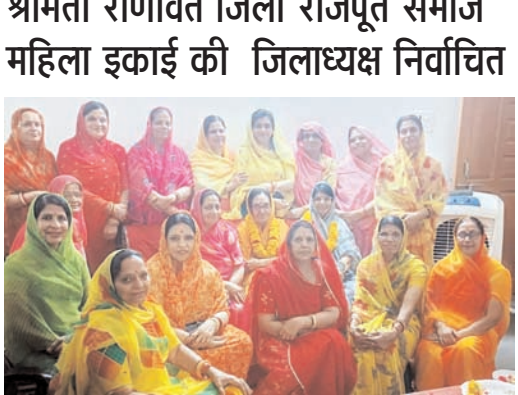 श्रीमती राणावत जिला राजपूत समाज
महिला इकाई की जिलाध्यक्ष निर्वाचित